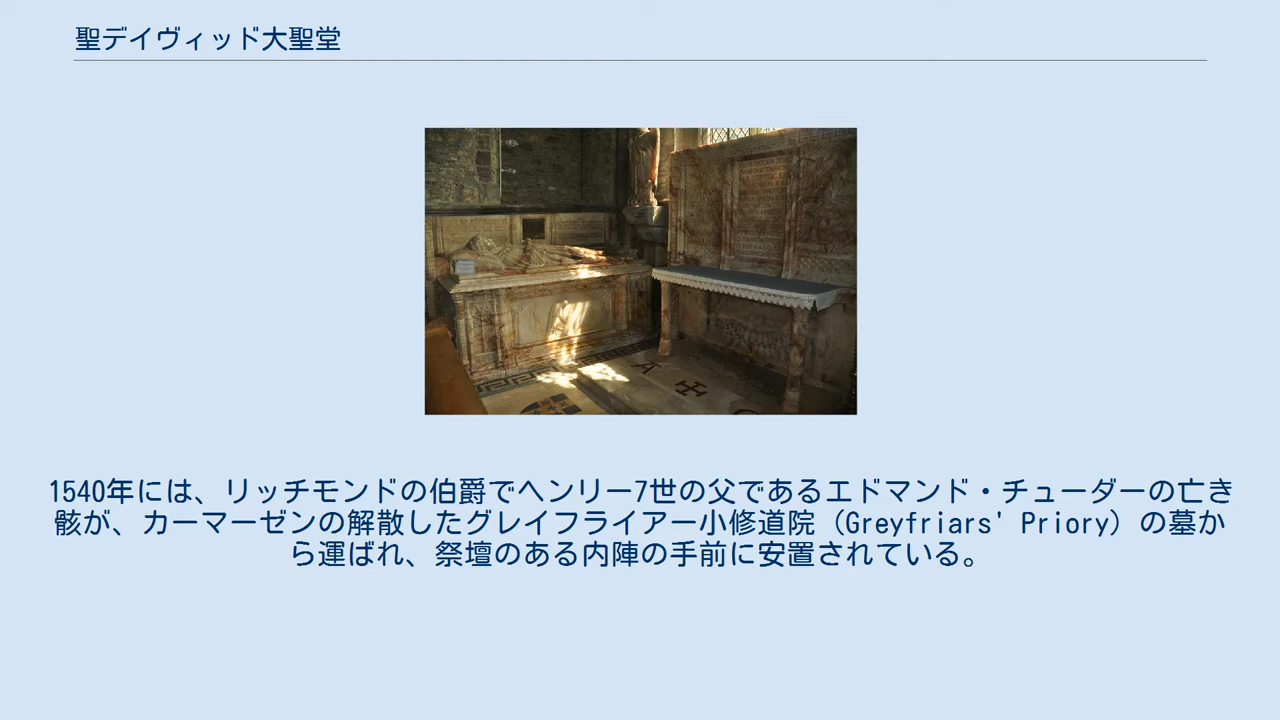 聖デイヴィッド大聖堂
1540年には、リッチモンドの伯爵でヘンリー7世の父であるエドマンド・チューダーの亡き
骸が、カーマーゼンの解散したグレイフライアー小修道院（Greyfriars' Priory）の墓か
ら運ばれ、祭壇のある内陣の手前に安置されている。